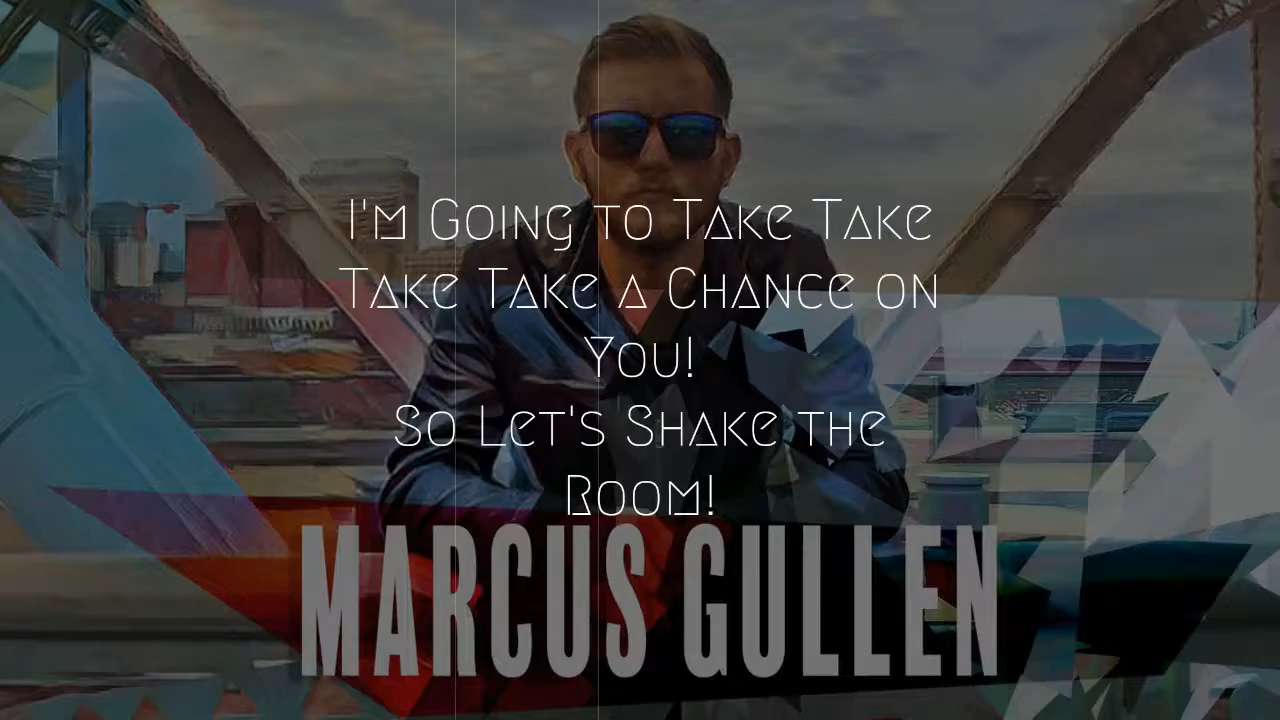 I'm Going to Take Take
Take Take a Chance on
You!
So Let's Shake the
Room!
MARCUS GULLEN